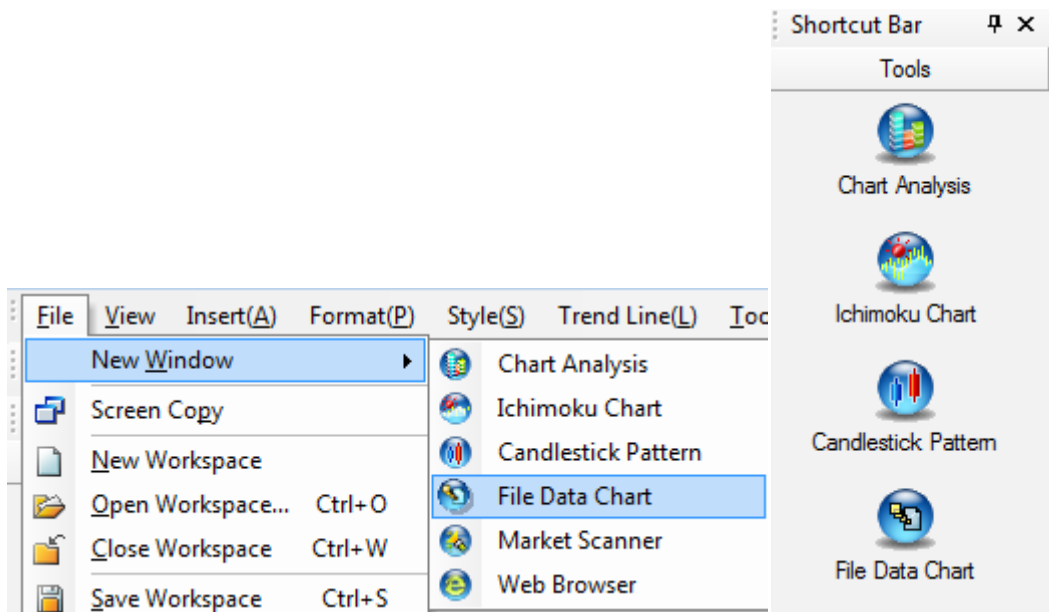 Shortcut Bar
Tools
Chart Analysis
Ichimoku Chart
Candlestick Pattern
File Data Chart
File View Insert(A) Format(P) Style(S) Trend Line(L) Too
New Window
Screen Copy
New Workspace
Open Workspace... Ctrl+O
Close Workspace Ctrl+W
Save Workspace Ctrl+S
Chart Analysis
Ichimoku Chart
Candlestick Pattern
File Data Chart
Market Scanner
Web Browser